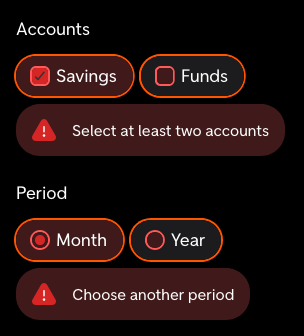 Accounts
Savings Funds
Select at least two accounts
Period
Month Year
Choose another period